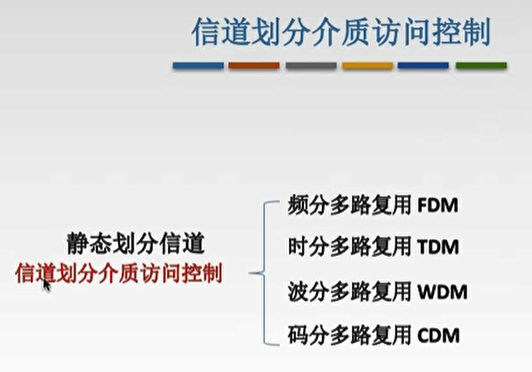 信道划分介质访问控制
静态划分信道
信道划分介质访问控制
频分多路复用 FDM
时分多路复用 TDM
波分多路复用 WDM
码分多路复用 CDM